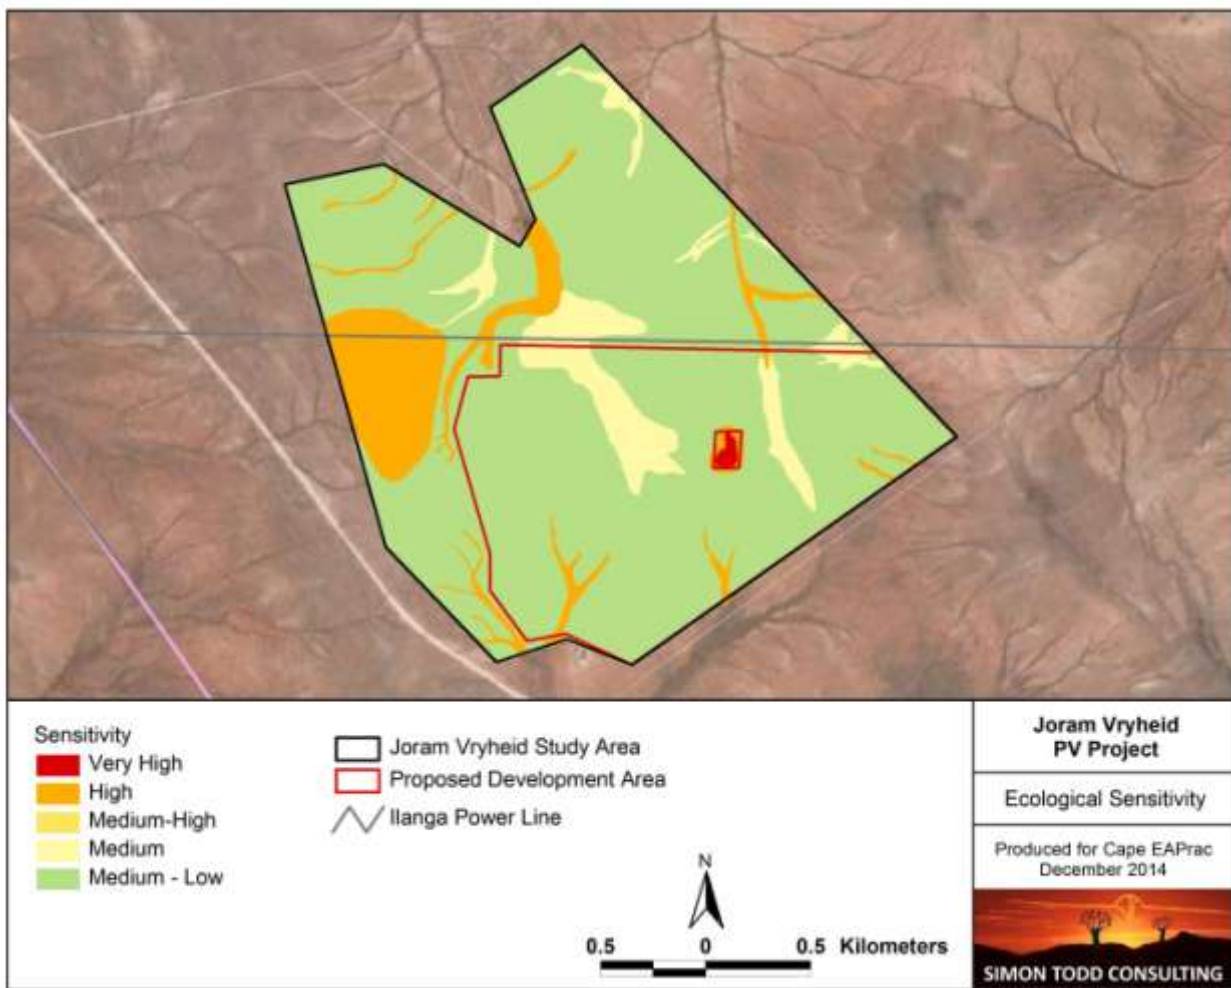 Sensitivity
Very High
High
Medium-High
Medium
Medium - Low
Joram Vryheid Study Area
Proposed Development Area
Ilanga Power Line
N
0.5 0 0.5 Kilometers
Joram Vryheid
PV Project
Ecological Sensitivity
Produced for Cape EAPrac
December 2014
SIMON TODD CONSULTING